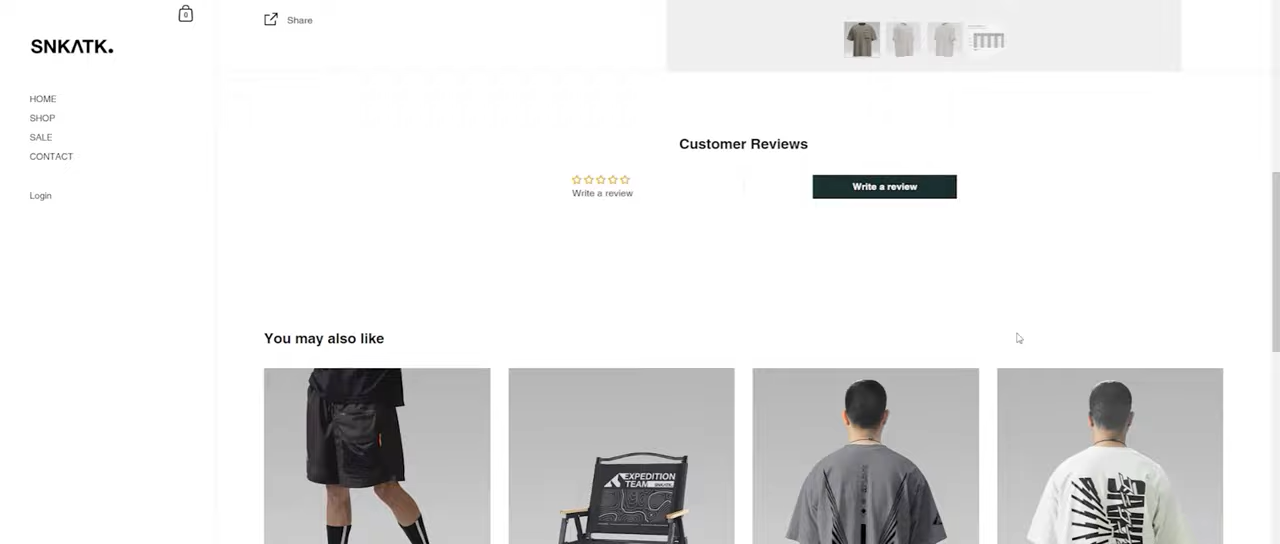 0
SNKATK.
HOME
SHOP
SALE
CONTACT
Login
Share
Customer Reviews
Write a review
Write a review
You may also like
EXPEDITION
TEAM